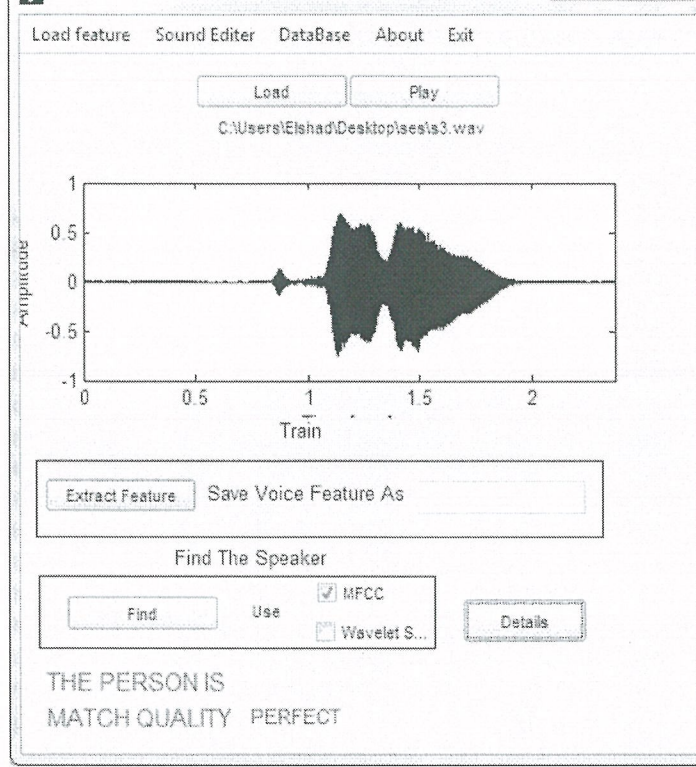 Load feature Sound Editer DataBase About Exit
Load Play
C:\Users\Elshad\Desktop\ses\s3.wav
1
0.5
0
-0.5
-1
Amplitude
0 0.5 1 1.5 2
Train
Extract Feature Save Voice Feature As
Find The Speaker
Find Use MFCC
Wavelet S...
Details
THE PERSON IS
MATCH QUALITY PERFECT